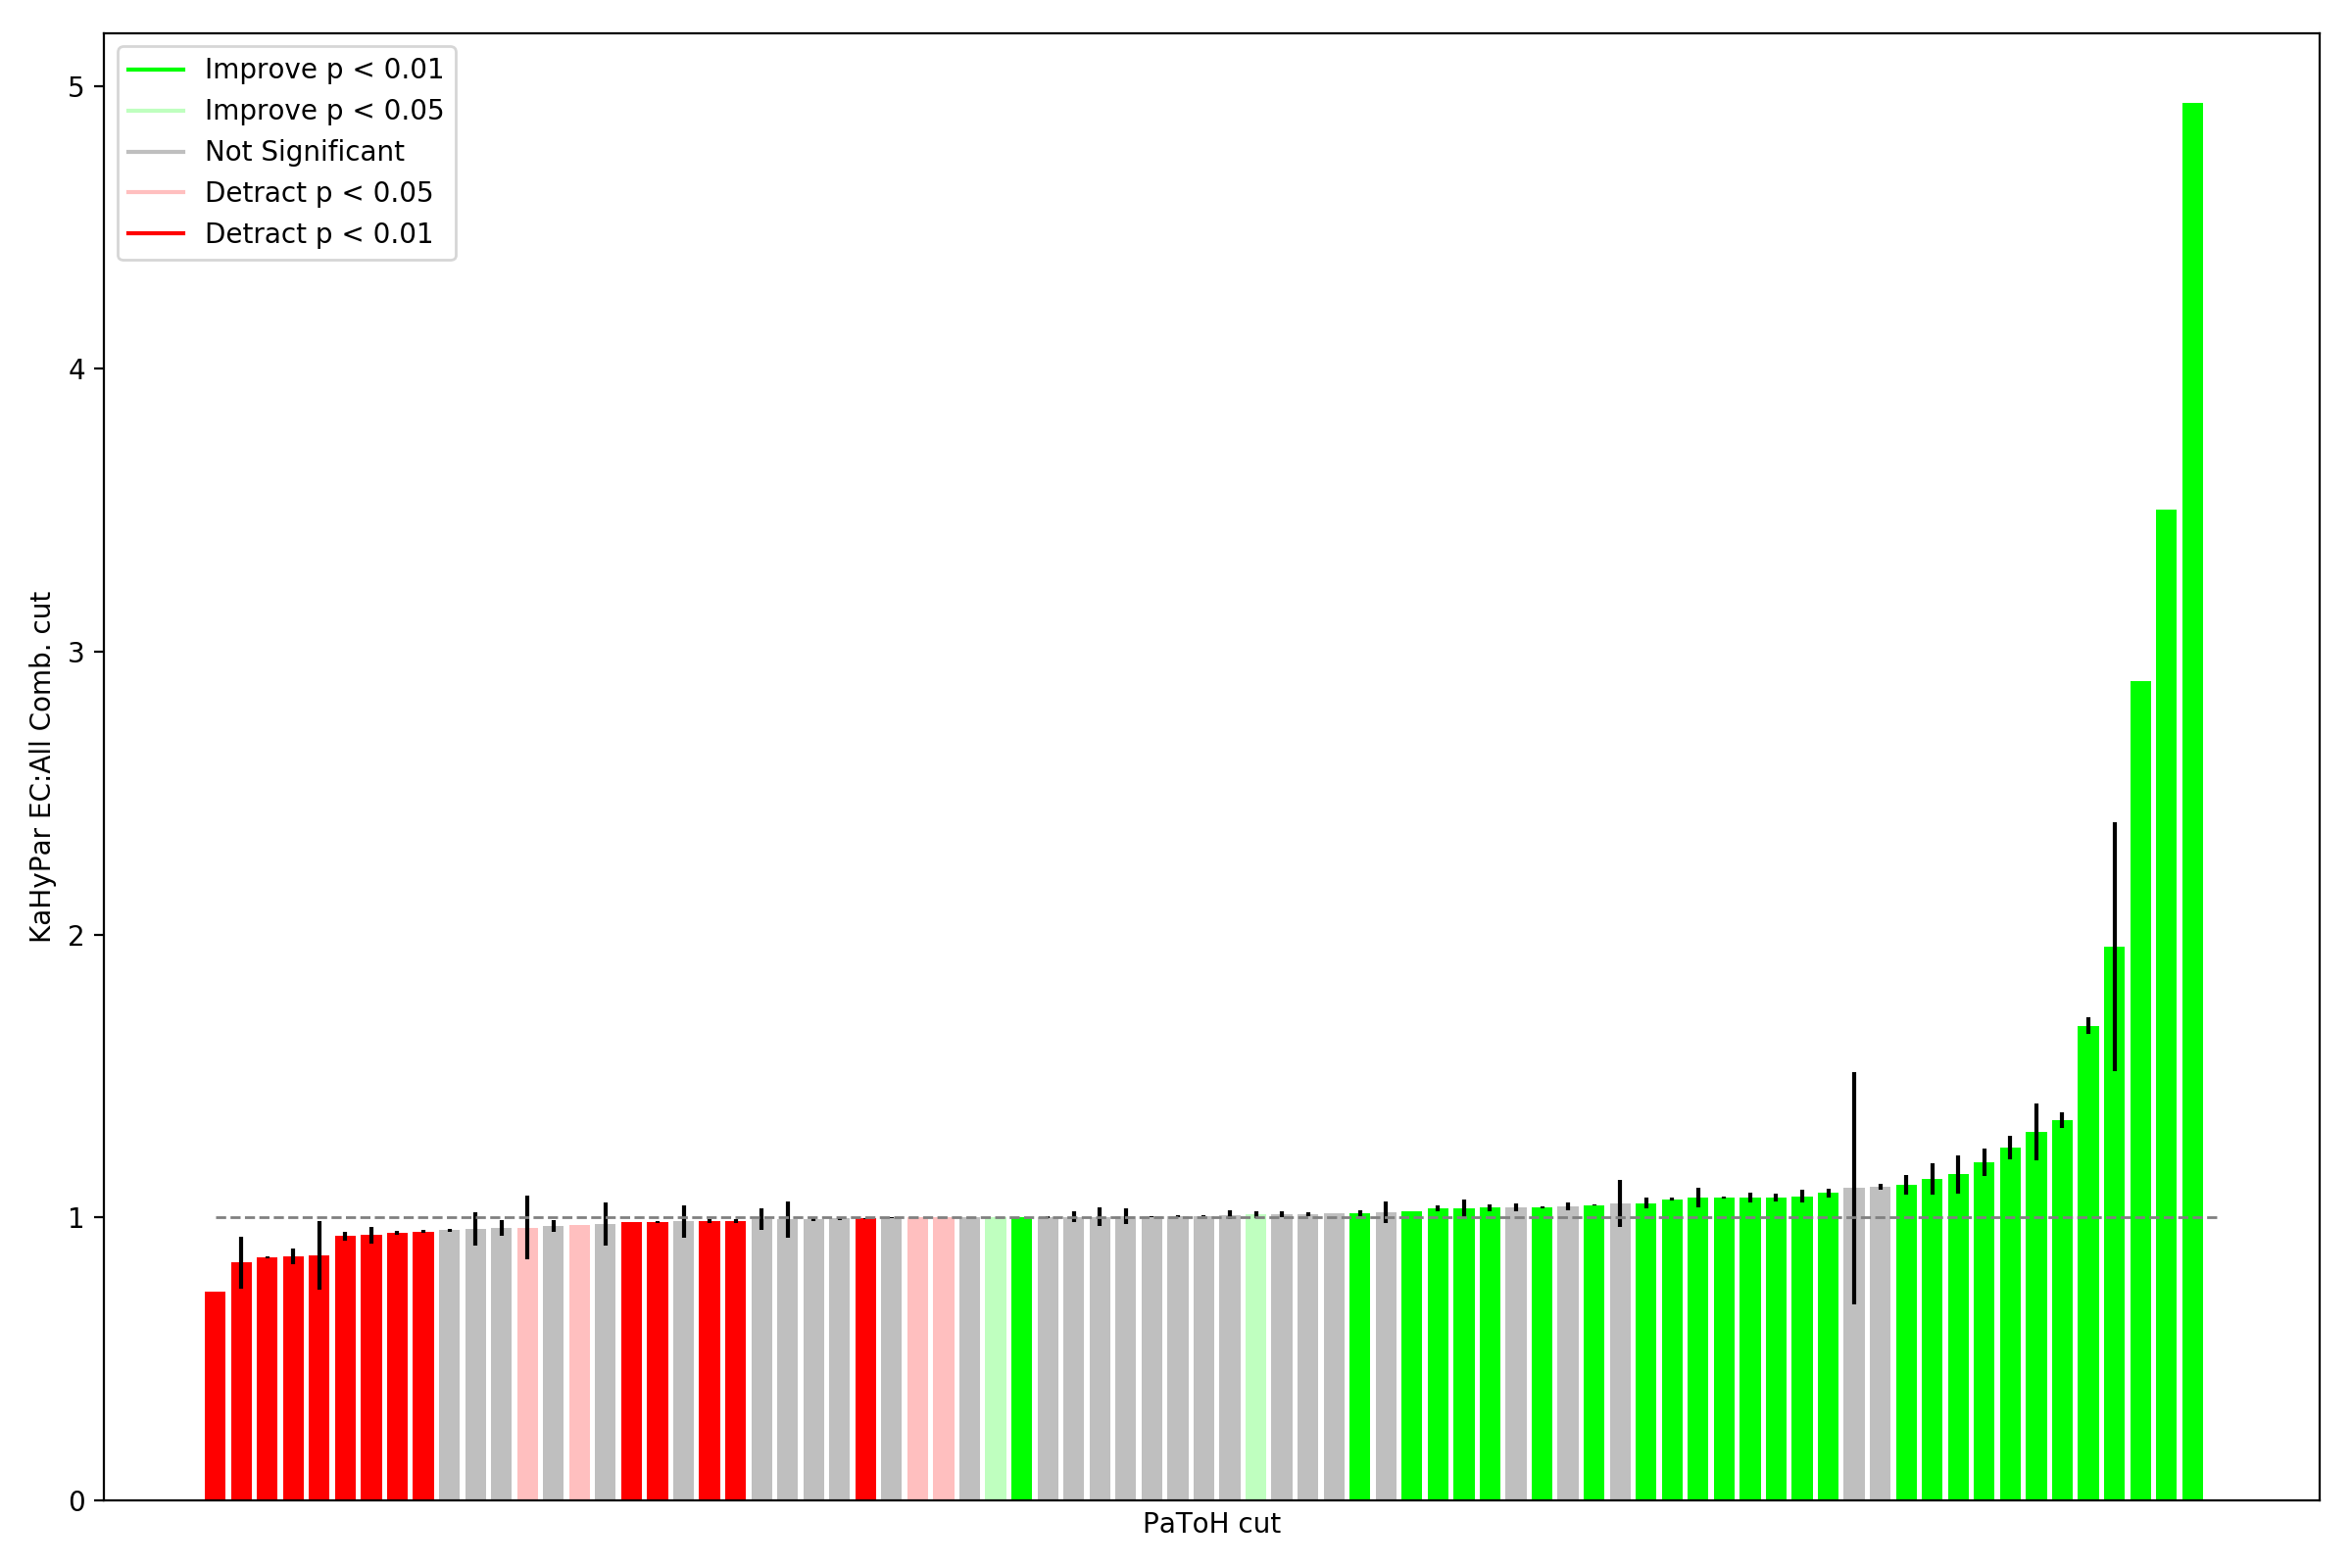 Improve p < 0.01
Improve p < 0.05
Not Significant
Detract p < 0.05
Detract p < 0.01
5
4
3
2
1
0
KaHyPar EC:All Comb. cut
PaToH cut